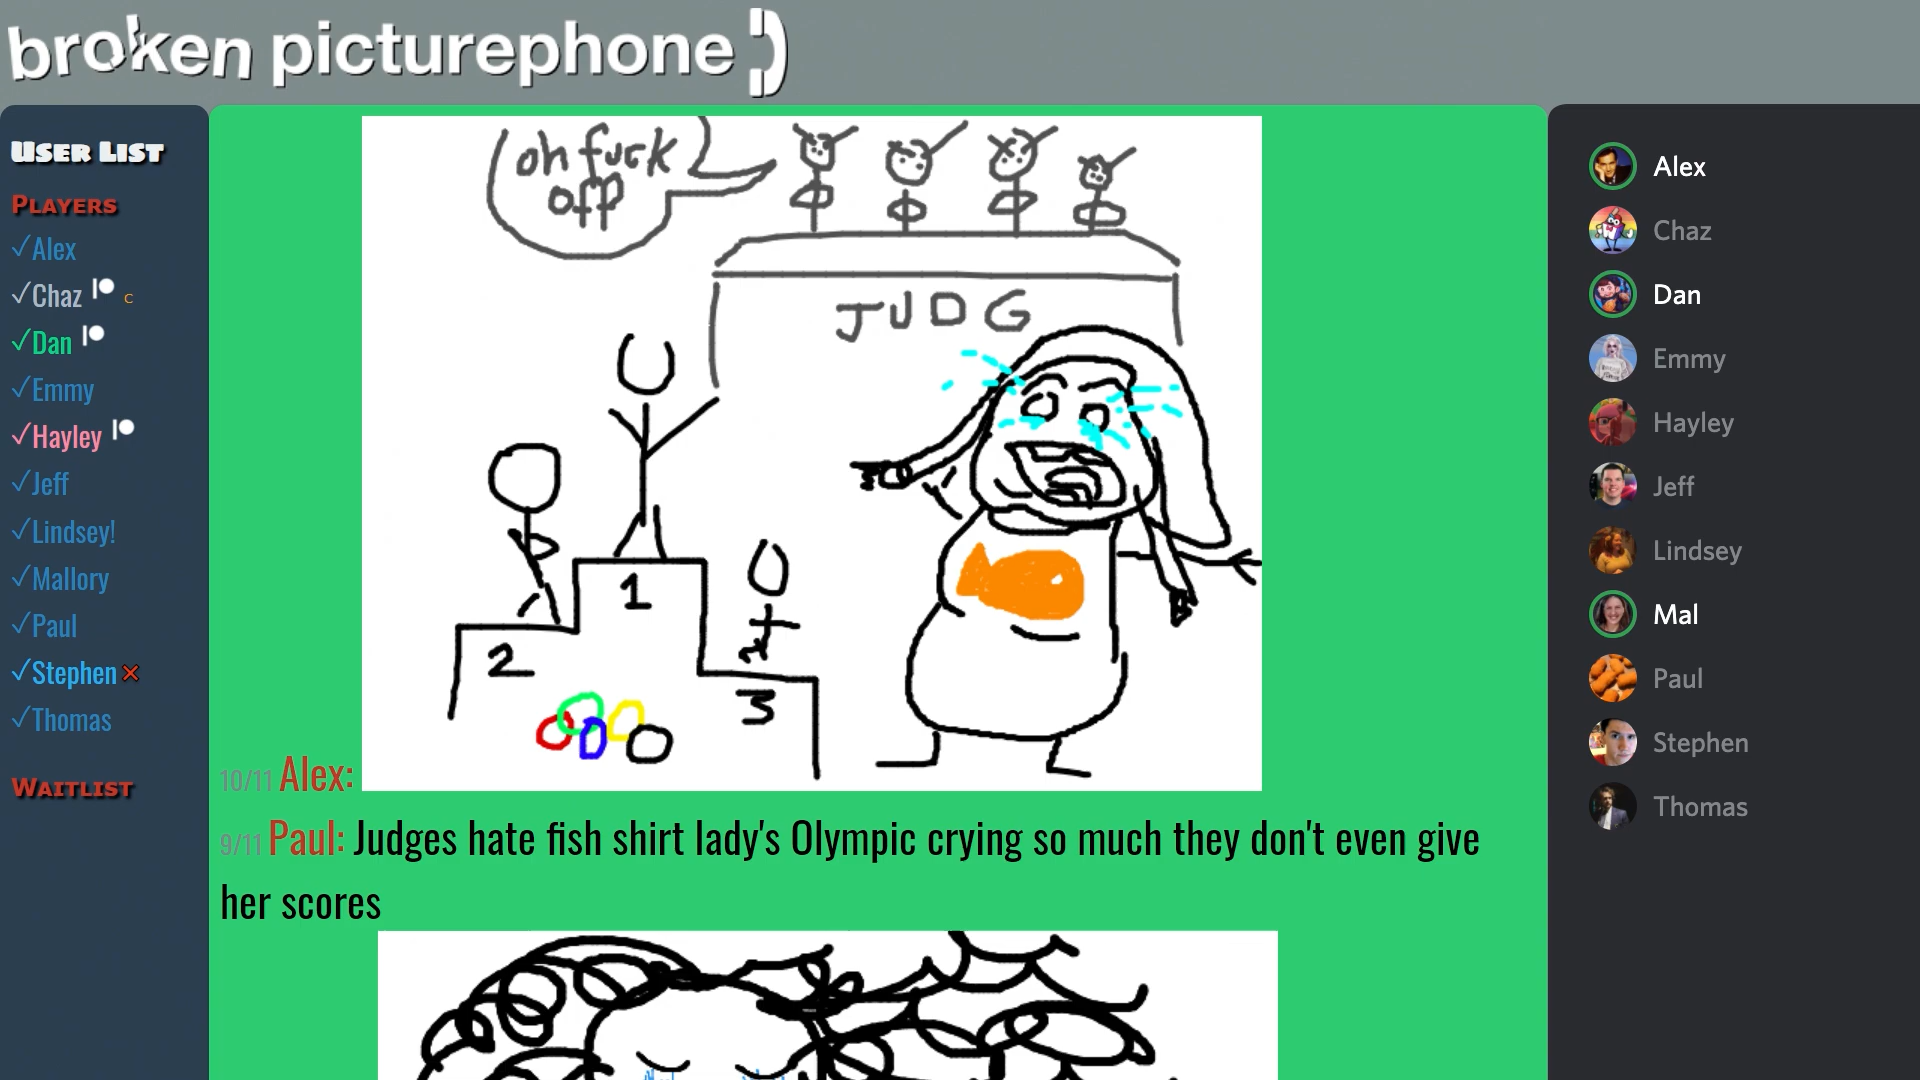 broken picturephone
User List
Players
✓Alex
✓Chaz C
✓Dan
✓Emmy
✓Hayley
✓Jeff
✓Lindsey!
✓Mallory
✓Paul
✓Stephen ✕
✓Thomas
Waitlist
oh fuck
off
JUDG
1
2
3
10/11 Alex:
9/11 Paul: Judges hate fish shirt lady's Olympic crying so much they don't even give
her scores
Alex
Chaz
Dan
Emmy
Hayley
Jeff
Lindsey
Mal
Paul
Stephen
Thomas